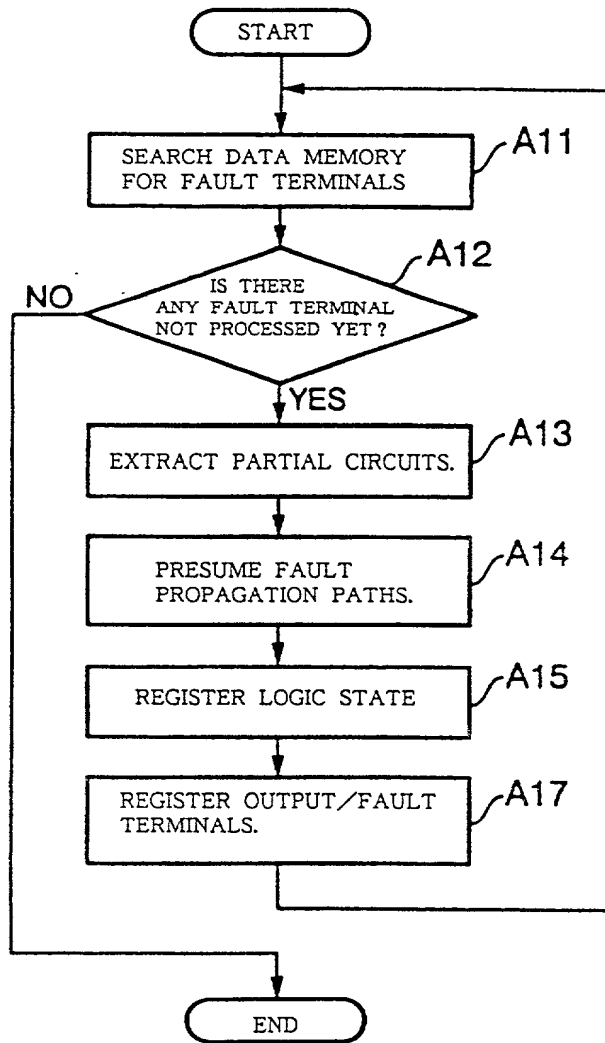 START
SEARCH DATA MEMORY
FOR FAULT TERMINALS
A11
A12
IS THERE
ANY FAULT TERMINAL
NOT PROCESSED YET?
NO
YES
A13
EXTRACT PARTIAL CIRCUITS.
A14
PRESUME FAULT
PROPAGATION PATHS.
A15
REGISTER LOGIC STATE
A17
REGISTER OUTPUT/FAULT
TERMINALS.
END